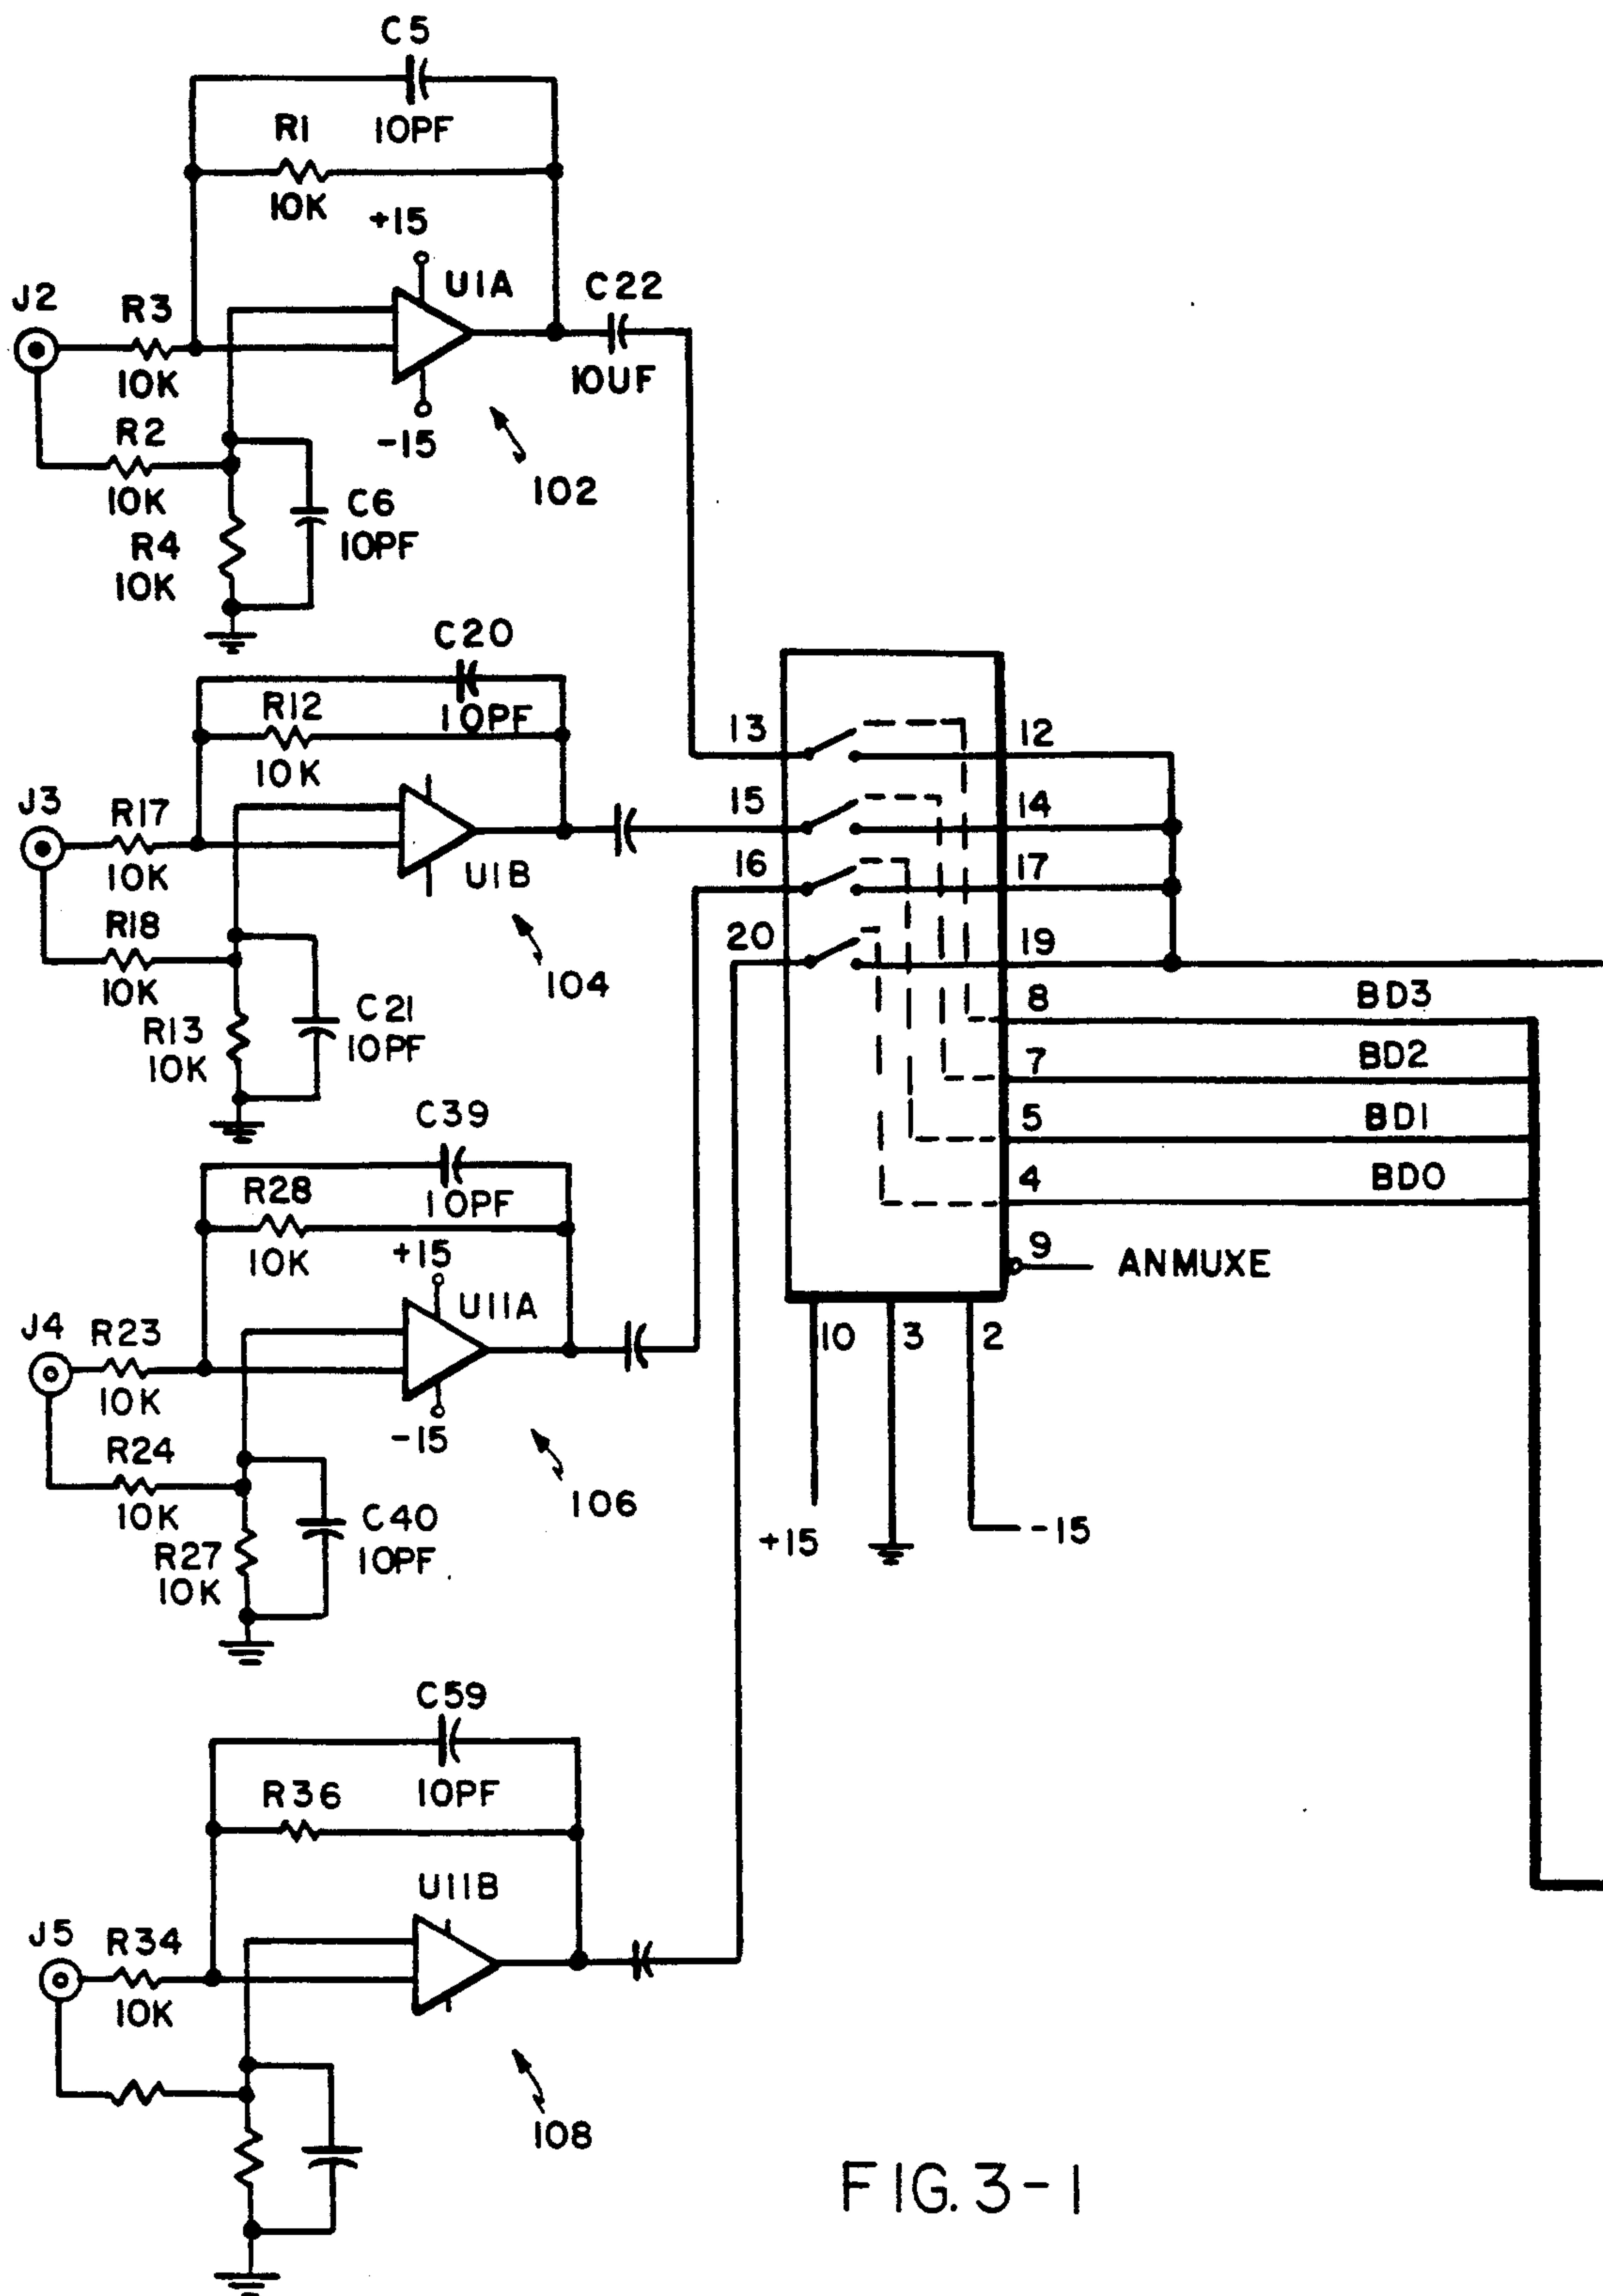 C5
10PF
R1
10K
+15
U1A
C22
10UF
J2
R3
10K
R2
10K
-15
102
C6
10PF
R4
10K
C20
10PF
R12
10K
J3
R17
10K
U1B
R18
10K
104
C21
10PF
R13
10K
C39
10PF
R28
10K
+15
U11A
J4
R23
10K
-15
R24
10K
106
C40
10PF
R27
10K
C59
10PF
R36
U11B
J5
R34
10K
108
13
12
15
14
16
17
20
19
8
BD3
7
BD2
5
BD1
4
BD0
9
ANMUXE
10
3
2
+15
-15
FIG. 3-1